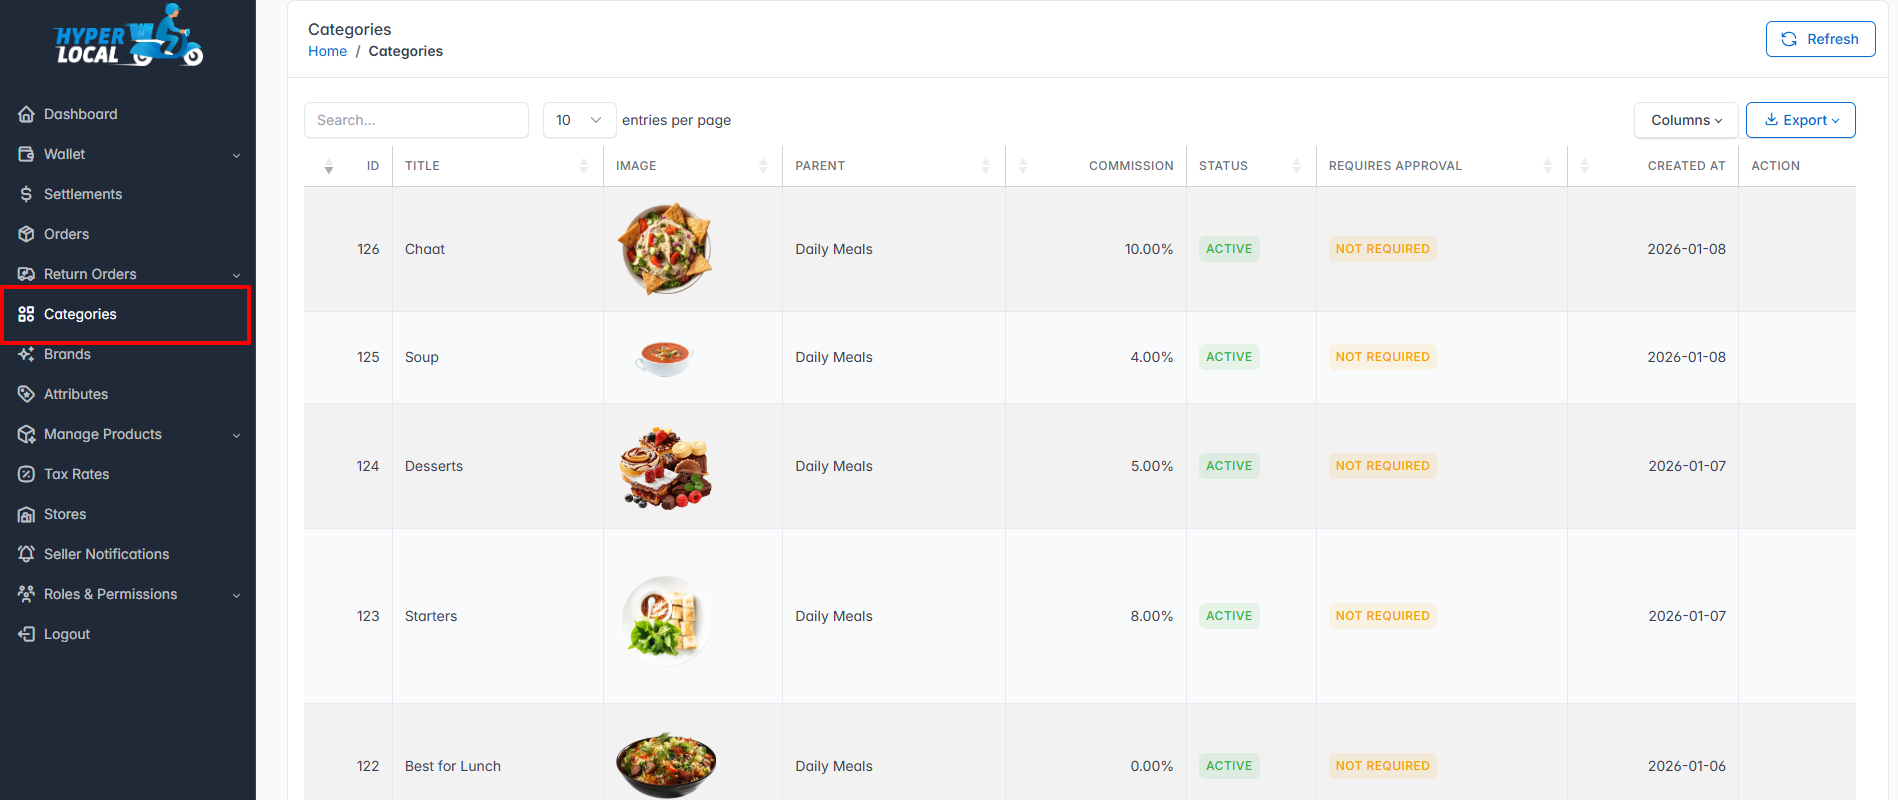 HYPER
LOCAL
Dashboard
Wallet
Settlements
Orders
Return Orders
Categories
Brands
Attributes
Manage Products
Tax Rates
Stores
Seller Notifications
Roles & Permissions
Logout
Categories
Home / Categories
Refresh
Search...
10 entries per page
Columns
Export
ID TITLE IMAGE PARENT COMMISSION STATUS REQUIRES APPROVAL CREATED AT ACTION
126 Chaat Daily Meals 10.00% ACTIVE NOT REQUIRED 2026-01-08
125 Soup Daily Meals 4.00% ACTIVE NOT REQUIRED 2026-01-08
124 Desserts Daily Meals 5.00% ACTIVE NOT REQUIRED 2026-01-07
123 Starters Daily Meals 8.00% ACTIVE NOT REQUIRED 2026-01-07
122 Best for Lunch Daily Meals 0.00% ACTIVE NOT REQUIRED 2026-01-06